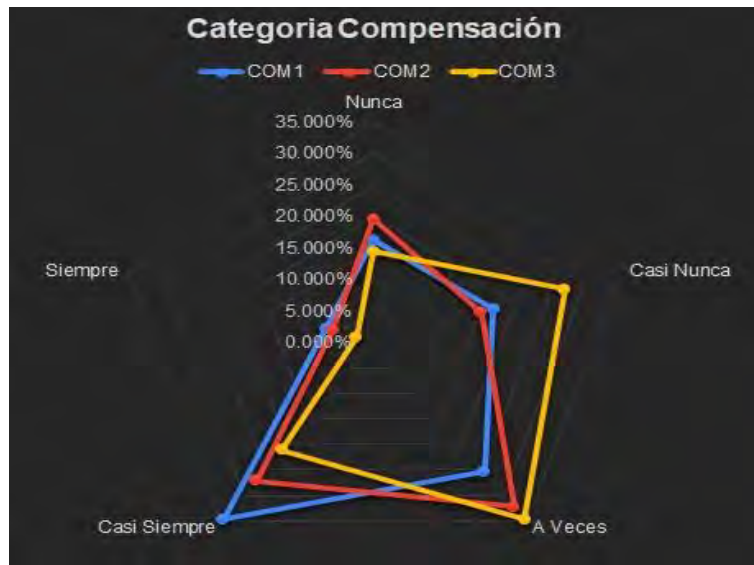 Categoria Compensación
COM1 COM2 COM3
Nunca
35.000%
30.000%
25.000%
20.000%
15.000%
10.000%
5.000%
0.000%
Siempre
Casi Nunca
Casi Siempre
A Veces